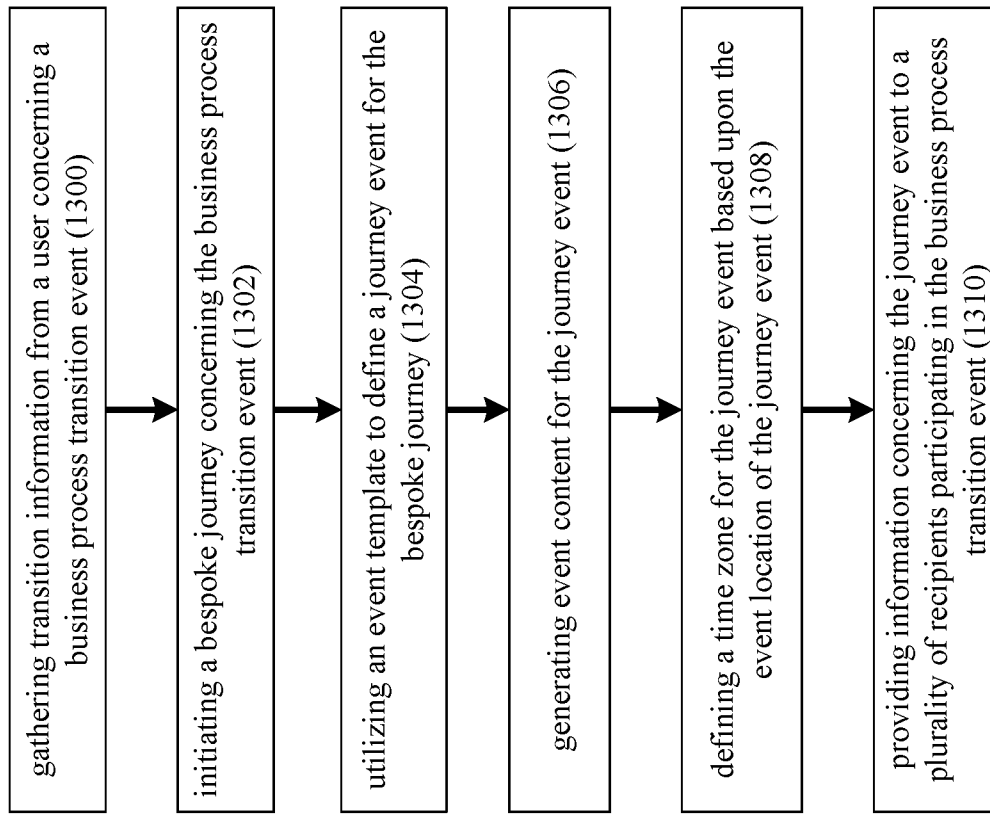 gathering transition information from a user concerning a
business process transition event (1300)
initiating a bespoke journey concerning the business process
transition event (1302)
utilizing an event template to define a journey event for the
bespoke journey (1304)
generating event content for the journey event (1306)
defining a time zone for the journey event based upon the
event location of the journey event (1308)
providing information concerning the journey event to a
plurality of recipients participating in the business process
transition event (1310)